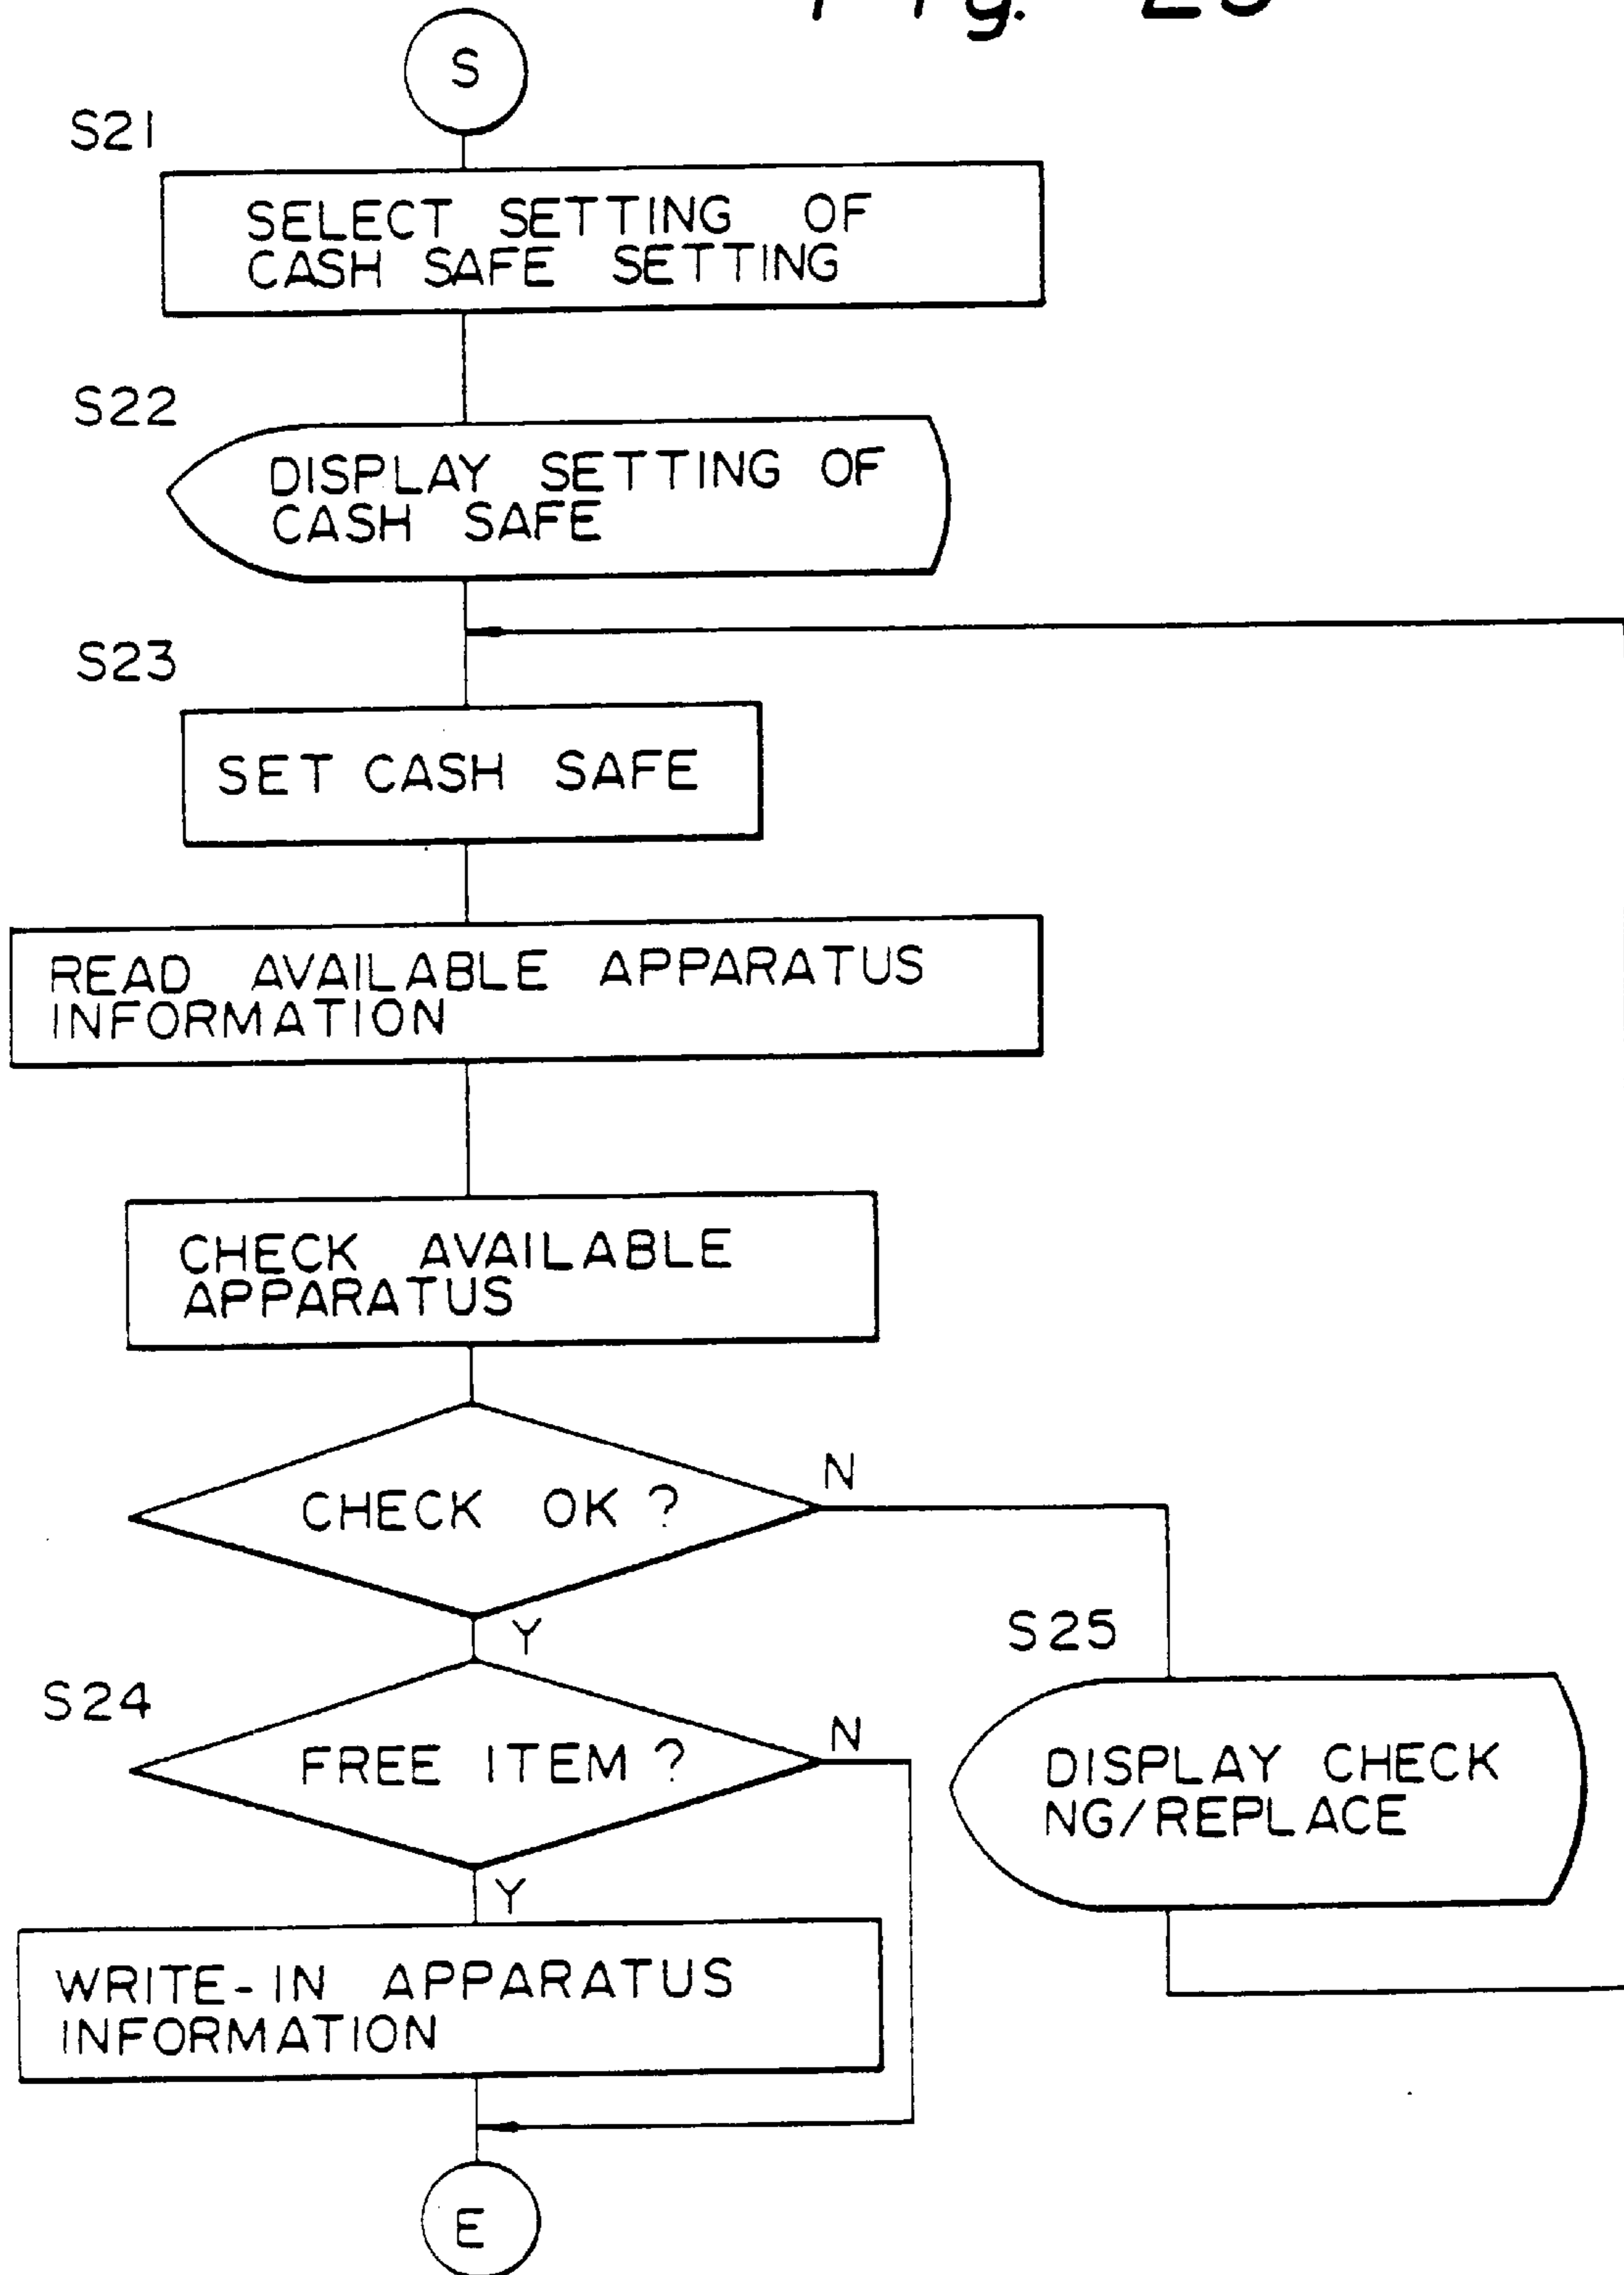 Fig.
S
S21
SELECT SETTING OF
CASH SAFE SETTING
S22
DISPLAY SETTING OF
CASH SAFE
S23
SET CASH SAFE
READ AVAILABLE APPARATUS
INFORMATION
CHECK AVAILABLE
APPARATUS
CHECK OK?
N
Y
S25
S24
FREE ITEM?
N
DISPLAY CHECK
NG/REPLACE
Y
WRITE-IN APPARATUS
INFORMATION
E